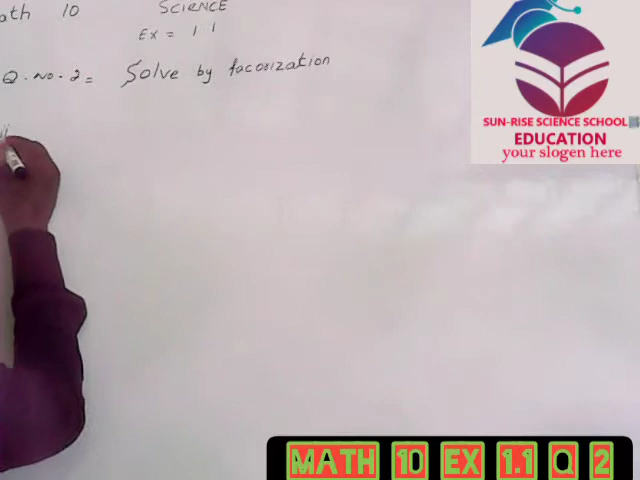 ath 10 SCIENCE
EX = 1 1
Q. No. 2 = Solve by facorization
SUN-RISE SCIENCE SCHOOL
EDUCATION
your slogen here
MATH 10 EX 1.1 Q 2